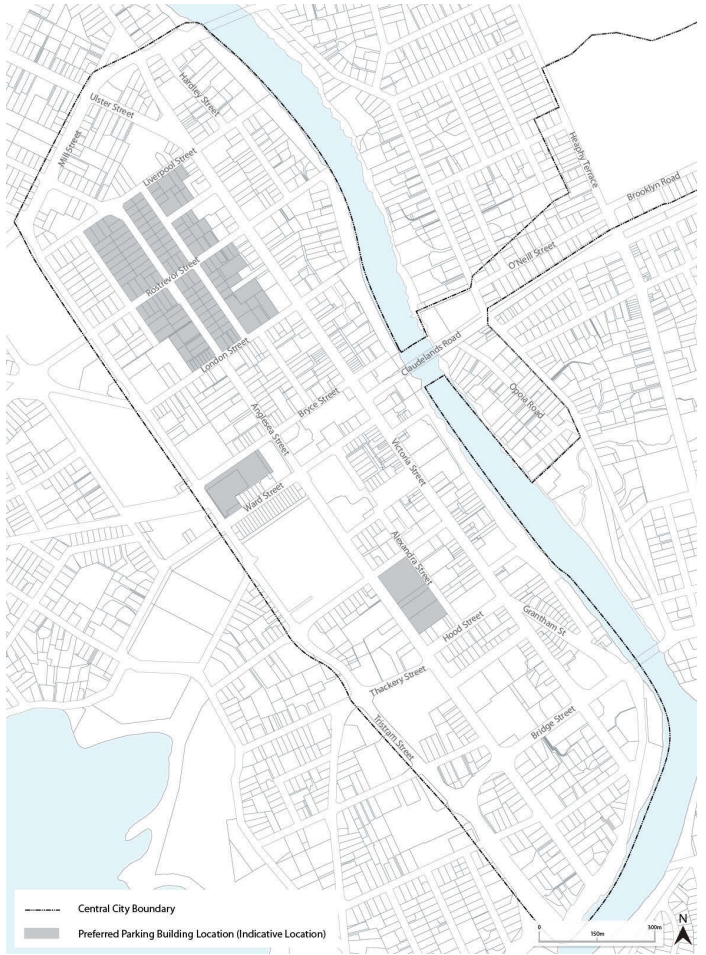 Hardley Street
Ulster Street
Mill Street
Liverpool Street
Heaphy Terrace
Brooklyn Road
O'Neill Street
Rostrevor Street
London Street
Claudelands Road
Bryce Street
Opoia Road
Anglesea Street
Victoria Street
Ward Street
Alexandra Street
Grantham St
Hood Street
Thackery Street
Bridge Street
Tristram Street
Central City Boundary
Preferred Parking Building Location (Indicative Location)
0 150m 300m
N